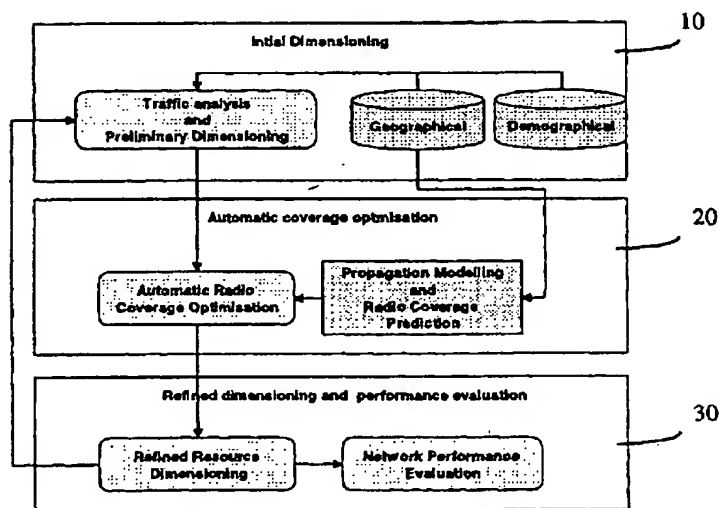 10
Intial Dimensioning
Traffic analysis
and
Preliminary Dimensioning
Geographical
Demographical
20
Automatic coverage optmisation
Automatic Radio
Coverage Optimisation
Propagation Modelling
and
Radio Coverage
Prediction
Refined dimensioning and performance evaluation
30
Refined Resource
Dimensioning
Network Performance
Evaluation